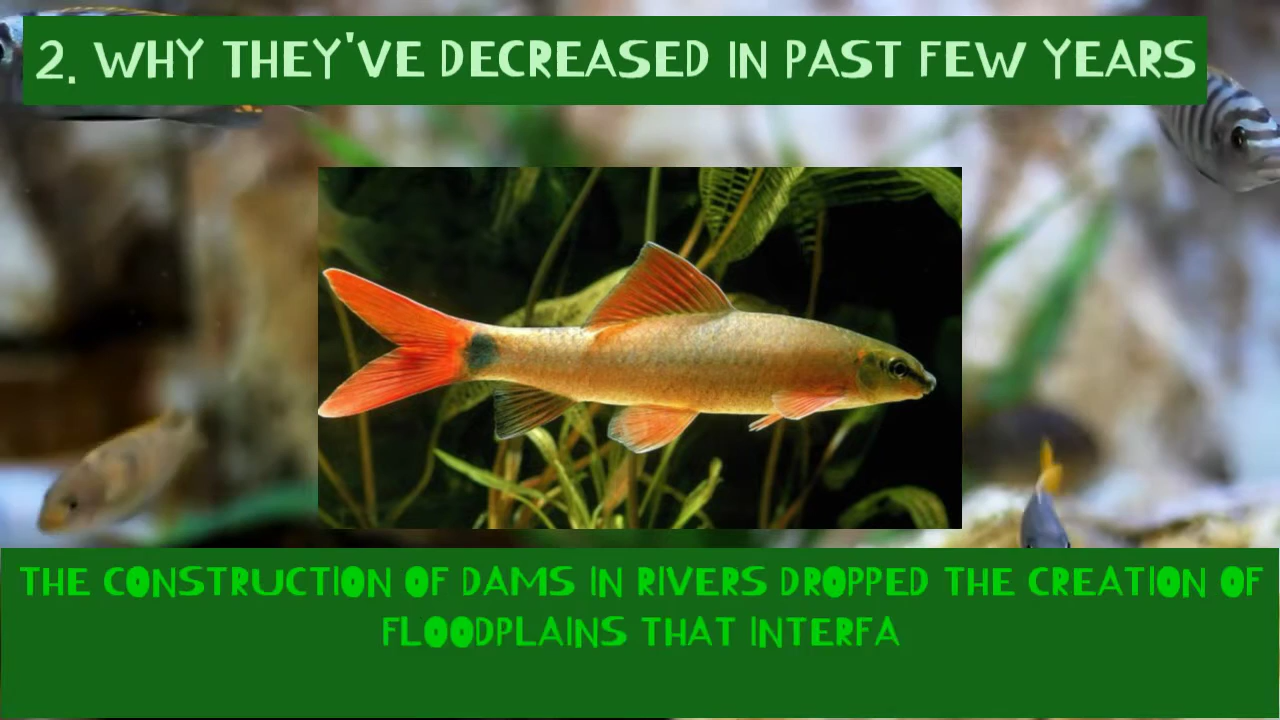 2. WHY THEY'VE DECREASED IN PAST FEW YEARS
THE CONSTRUCTION OF DAMS IN RIVERS DROPPED THE CREATION OF
FLOODPLAINS THAT INTERFA